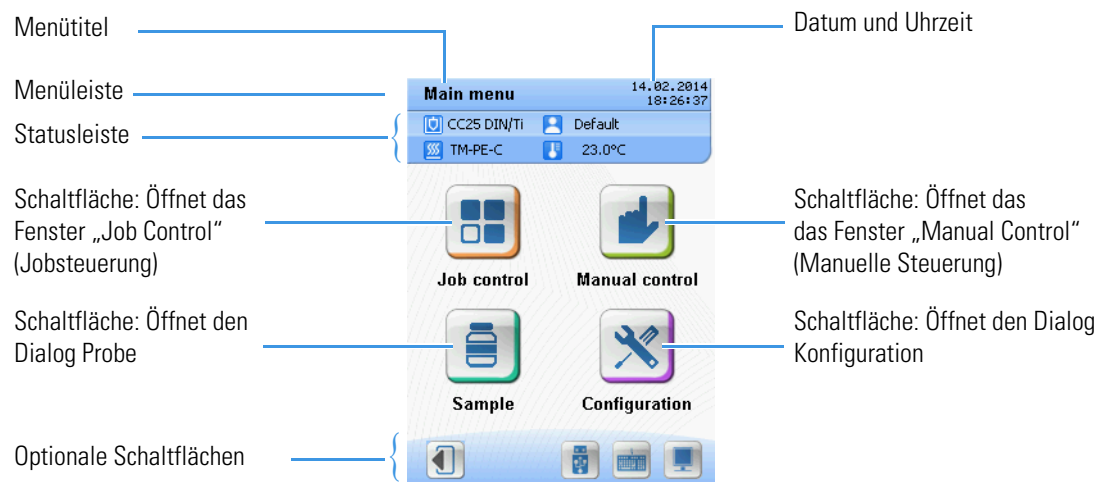 Menütitel
Datum und Uhrzeit
Menüleiste
Main menu
14.02.2014
18:26:37
Statusleiste
CC25 DIN/Ti
Default
TM-PE-C
23.0°C
Schaltfläche: Öffnet das
Fenster „Job Control“
(Jobsteuerung)
Schaltfläche: Öffnet das
das Fenster „Manual Control“
(Manuelle Steuerung)
Job control
Manual control
Schaltfläche: Öffnet den
Dialog Probe
Schaltfläche: Öffnet den Dialog
Konfiguration
Sample
Configuration
Optionale Schaltflächen